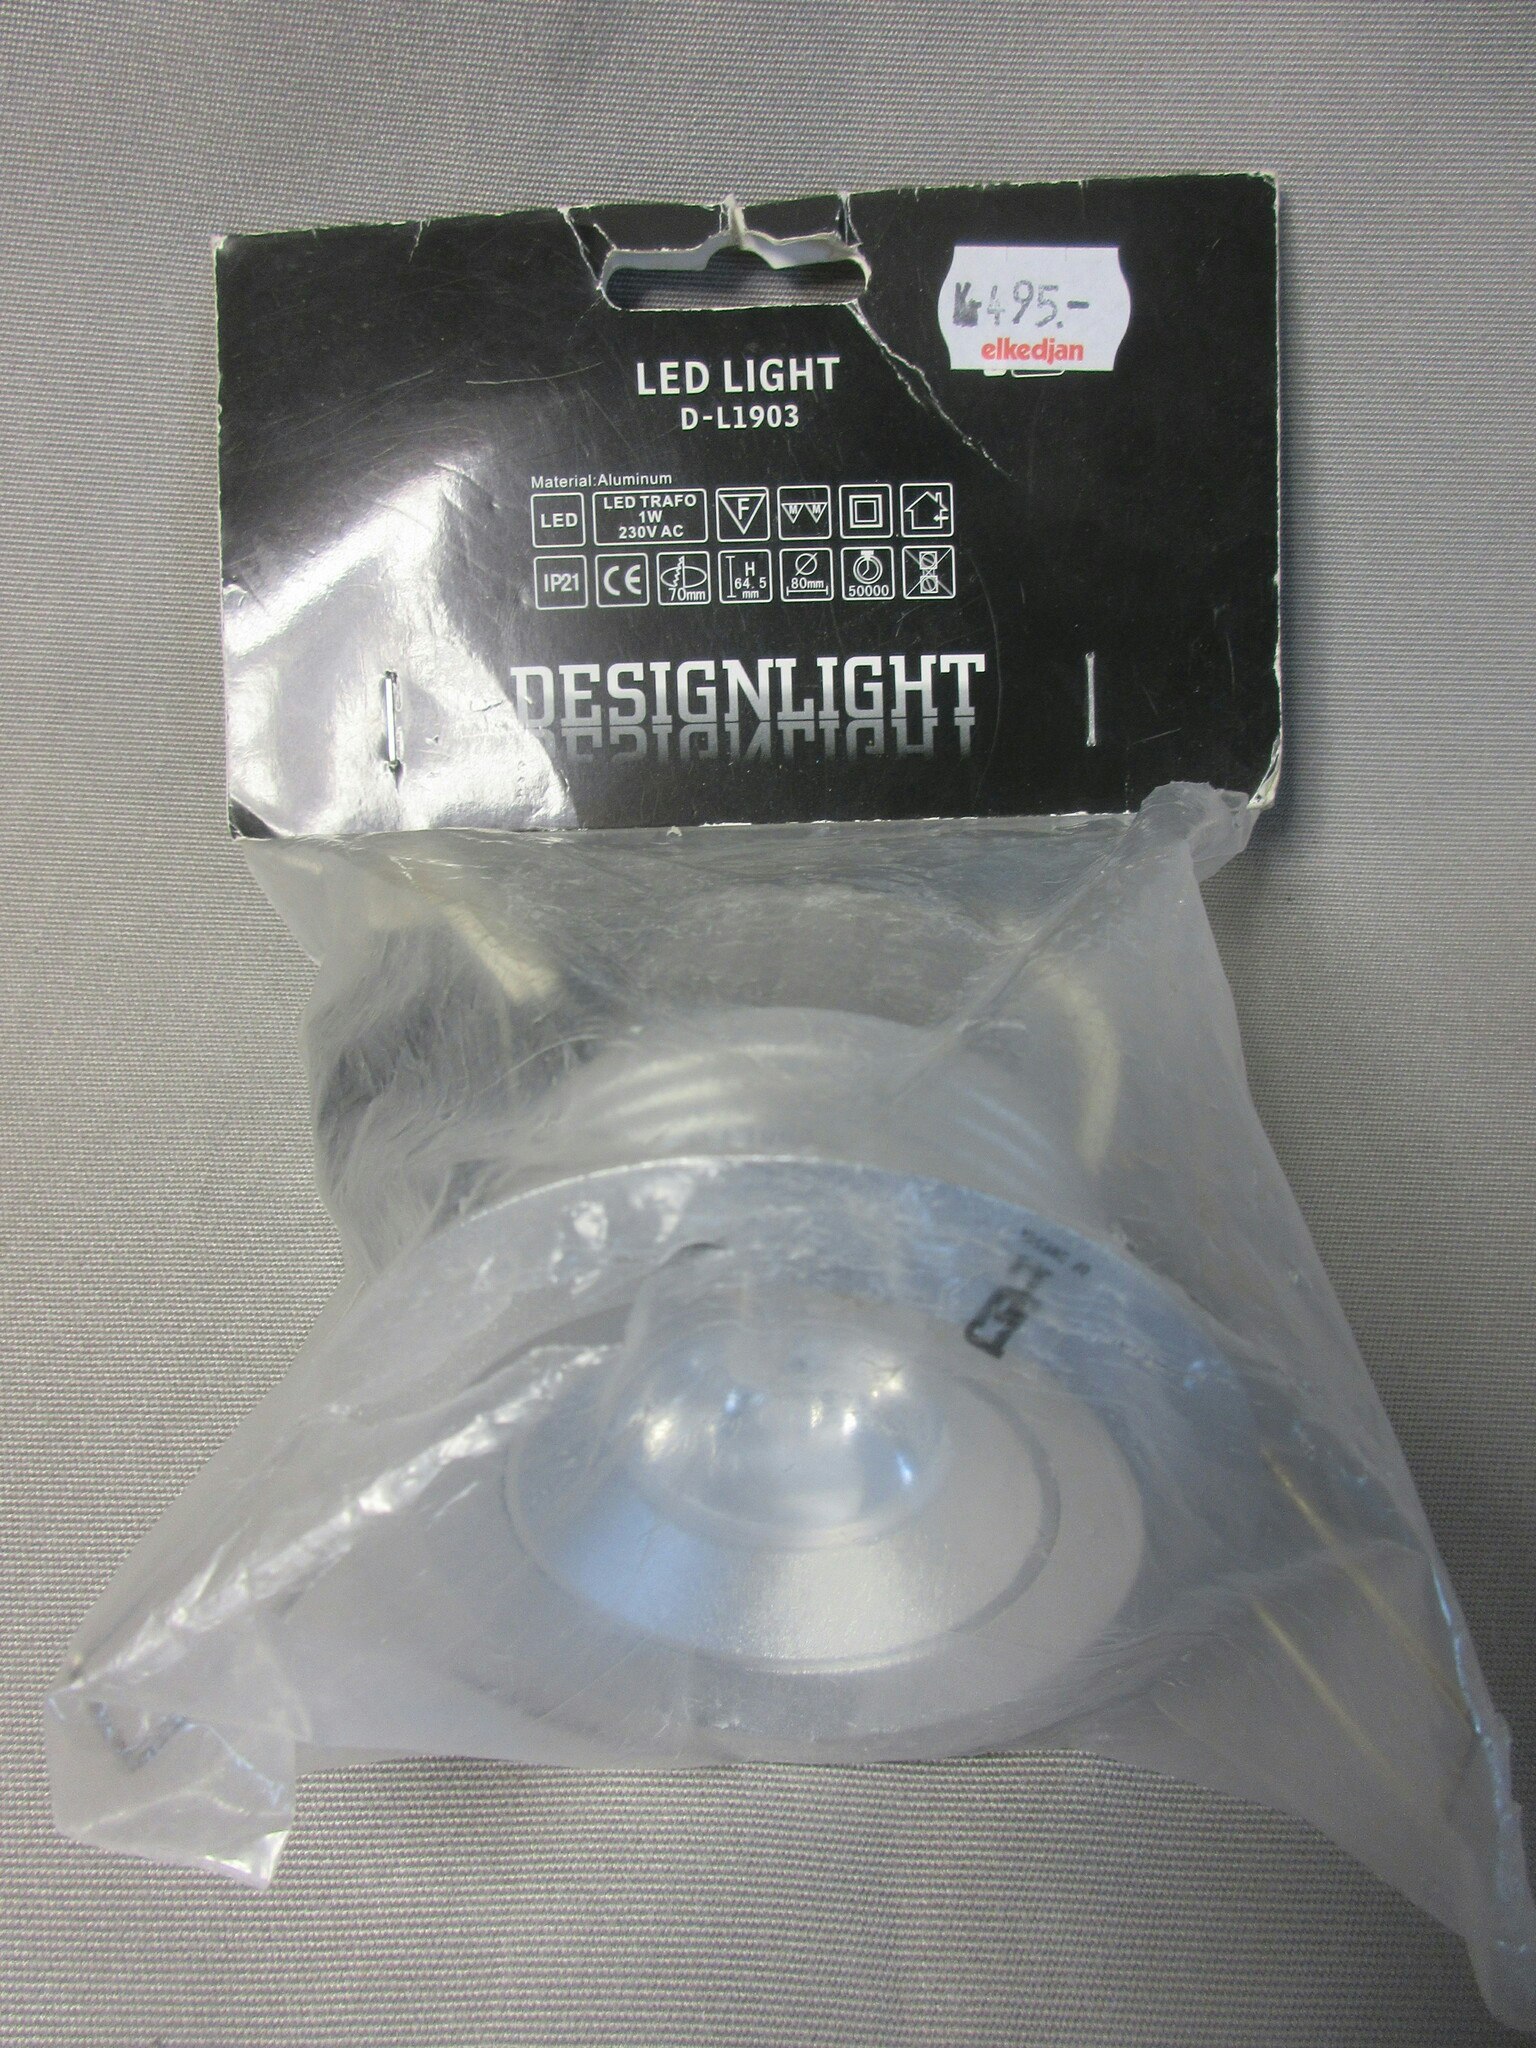 495.-
elkedjan
LED LIGHT
D-L1903
Material:Aluminum
LED
LED TRAFO
1W
230V AC
F
M M
IP21
CE
70mm
H
64.5
mm
80mm
50000
DESIGNLIGHT